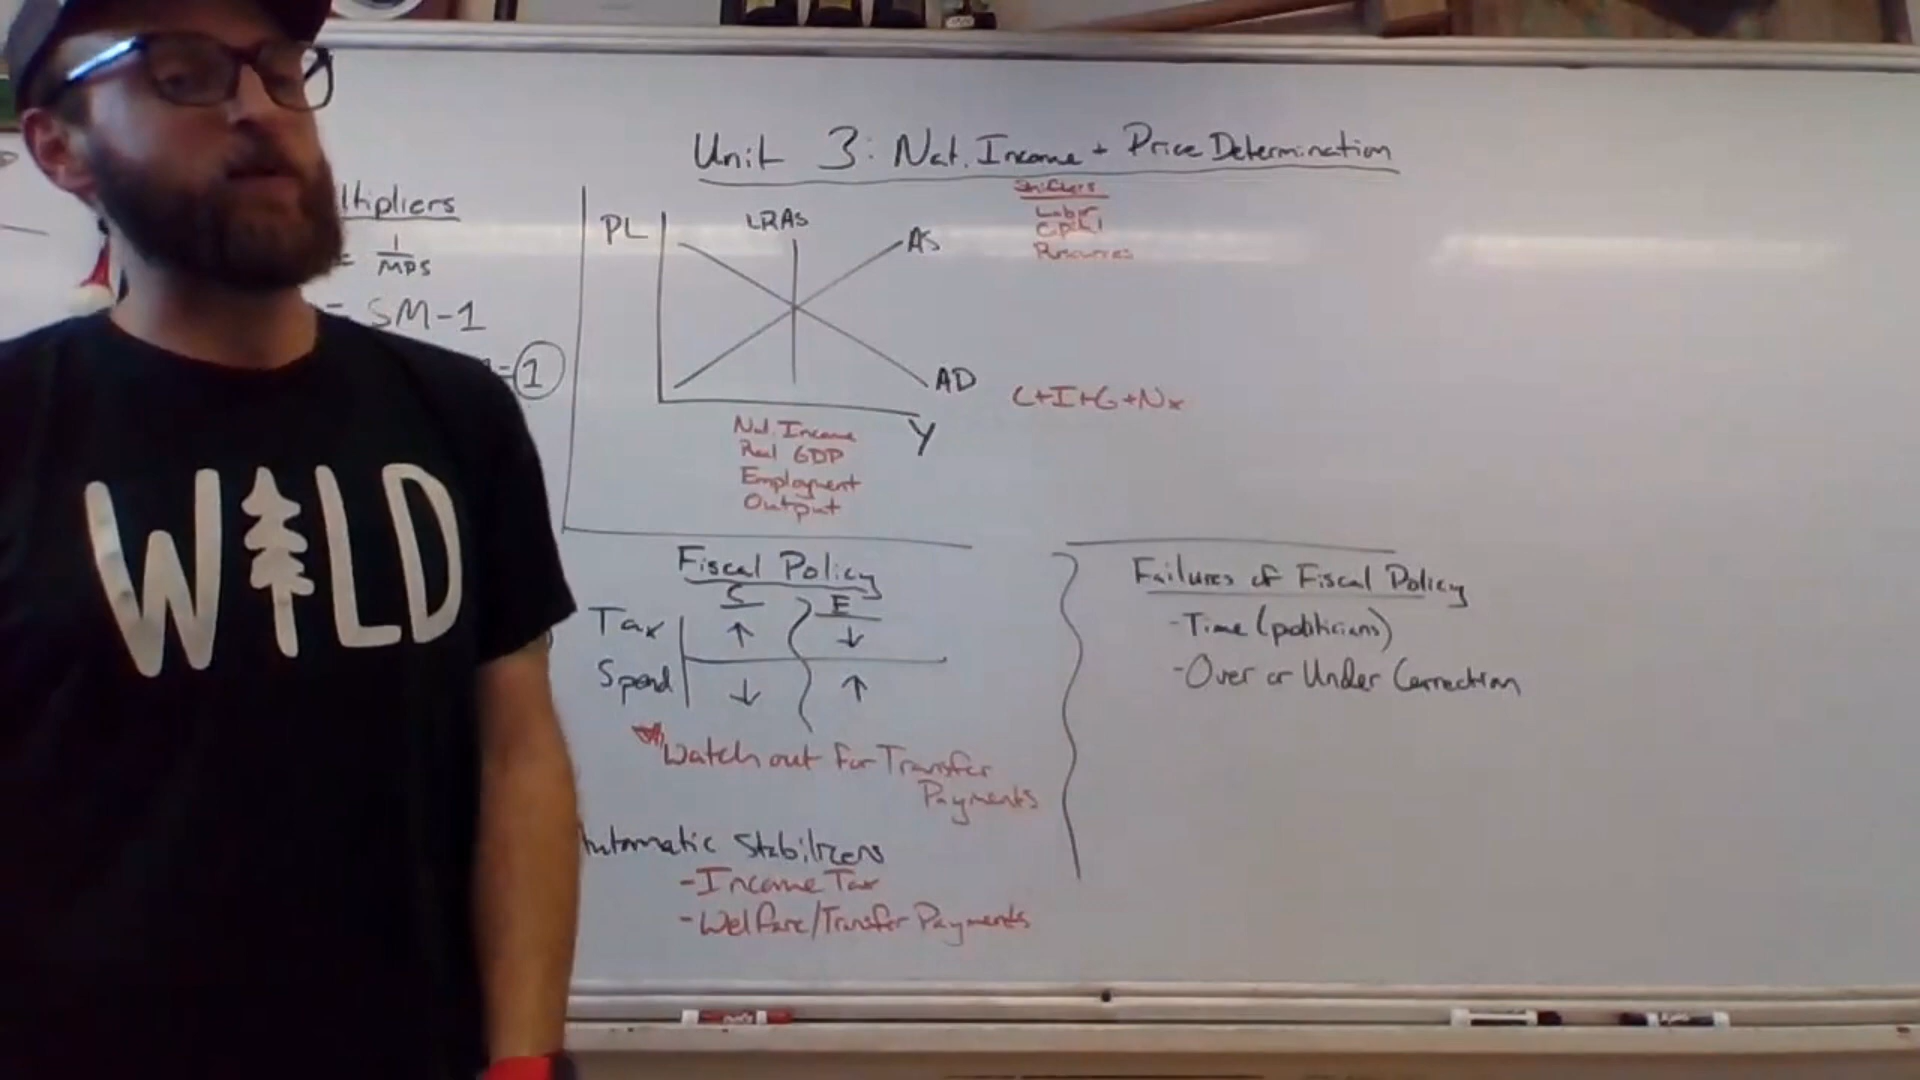 Unit 3: Nat. Income + Price Determination
ltipliers
= 1/MPS
= SM-1
= 1
PL
LRAS
AS
AD
Y
Shifters
Labor
Capital
Resources
C+I+G+Nx
Nat. Income
Real GDP
Employment
Output
Fiscal Policy
C E
Tax ↑ ↓
Spend ↓ ↑
Watch out for Transfer
Payments
Automatic Stabilizers
-Income Tax
-Welfare/Transfer Payments
Failures of Fiscal Policy
-Time (politicians)
-Over or Under Correction
WILD